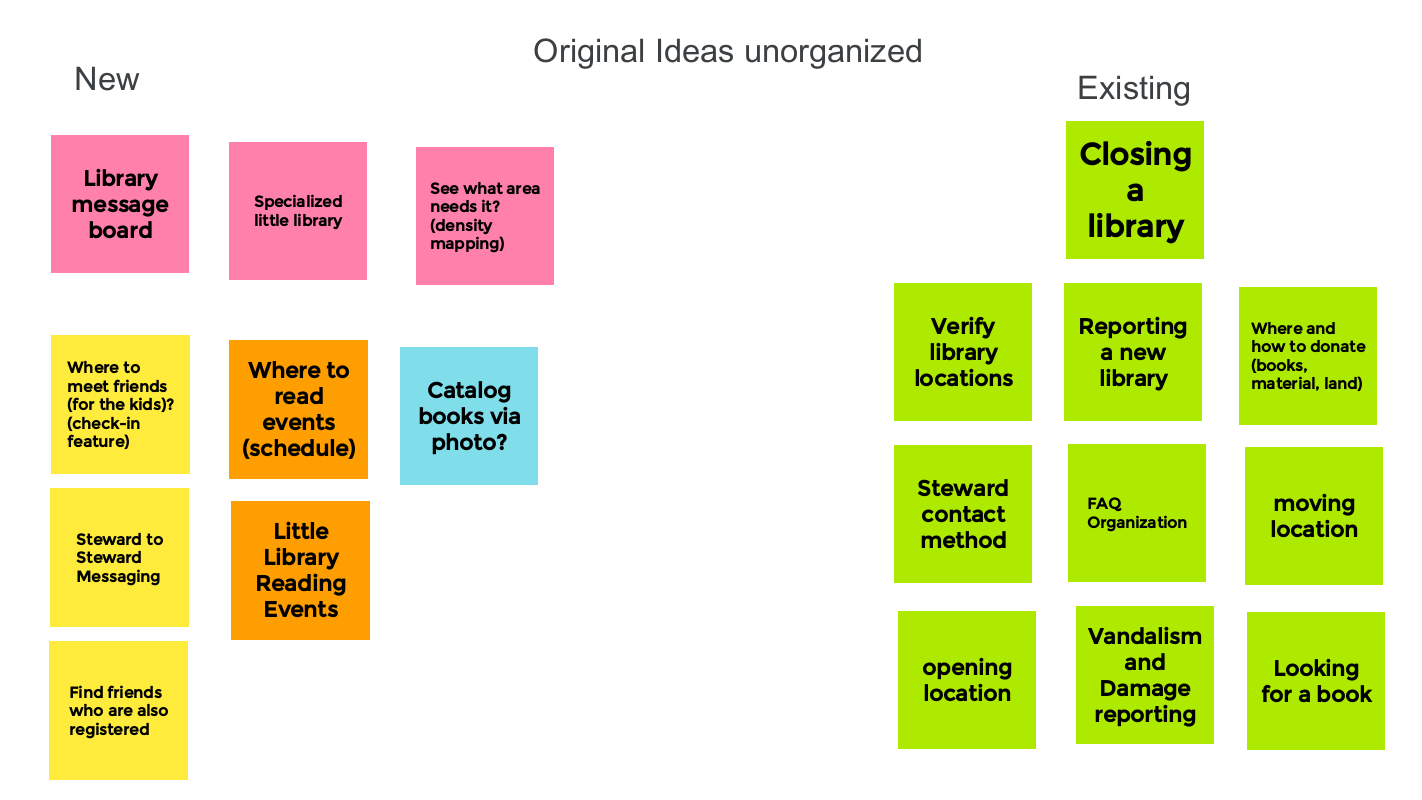 Original Ideas unorganized
New
Existing
Library
message
board
Specialized
little library
See what area
needs it?
(density
mapping)
Where to
meet friends
(for the kids)?
(check-in
feature)
Where to
read
events
(schedule)
Catalog
books via
photo?
Steward to
Steward
Messaging
Little
Library
Reading
Events
Find friends
who are also
registered
Closing
a
library
Verify
library
locations
Reporting
a new
library
Where and
how to donate
(books,
material, land)
Steward
contact
method
FAQ
Organization
moving
location
opening
location
Vandalism
and
Damage
reporting
Looking
for a book